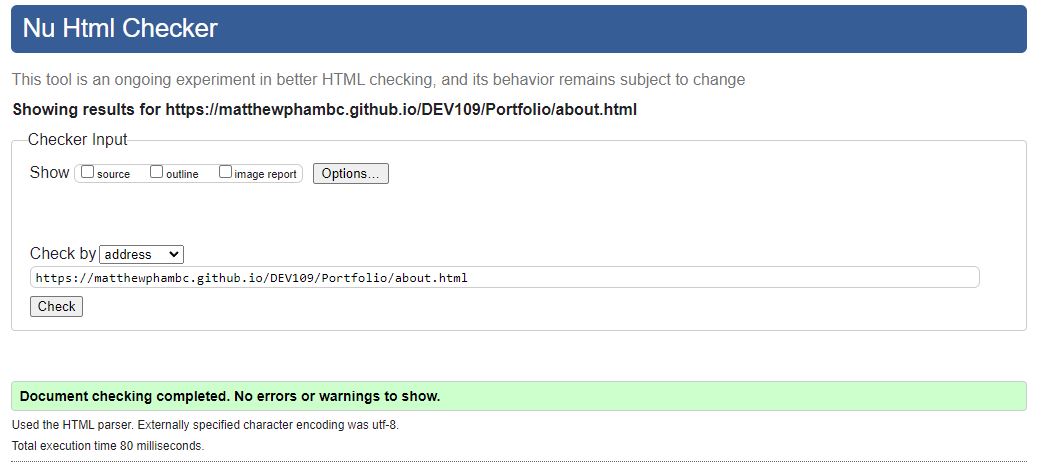 Nu Html Checker
This tool is an ongoing experiment in better HTML checking, and its behavior remains subject to change
Showing results for https://matthewphambc.github.io/DEV109/Portfolio/about.html
Checker Input
Show source outline image report Options...
Check by address
https://matthewphambc.github.io/DEV109/Portfolio/about.html
Check
Document checking completed. No errors or warnings to show.
Used the HTML parser. Externally specified character encoding was utf-8.
Total execution time 80 milliseconds.